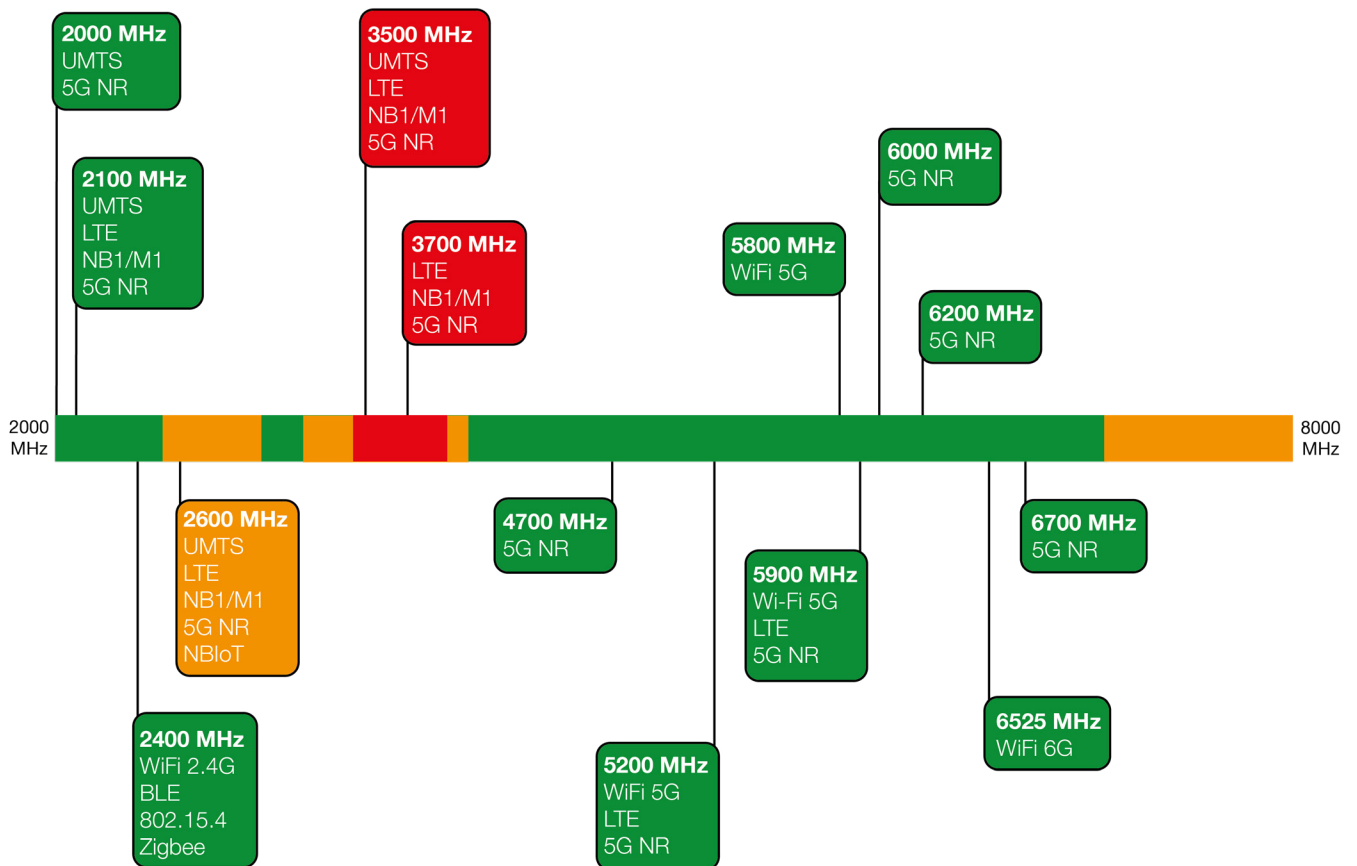 2000 MHz
UMTS
5G NR
3500 MHz
UMTS
LTE
NB1/M1
5G NR
2100 MHz
UMTS
LTE
NB1/M1
5G NR
3700 MHz
LTE
NB1/M1
5G NR
5800 MHz
WiFi 5G
6000 MHz
5G NR
6200 MHz
5G NR
2000
MHz
8000
MHz
2600 MHz
UMTS
LTE
NB1/M1
5G NR
NBIoT
4700 MHz
5G NR
5900 MHz
Wi-Fi 5G
LTE
5G NR
6700 MHz
5G NR
2400 MHz
WiFi 2.4G
BLE
802.15.4
Zigbee
5200 MHz
WiFi 5G
LTE
5G NR
6525 MHz
WiFi 6G